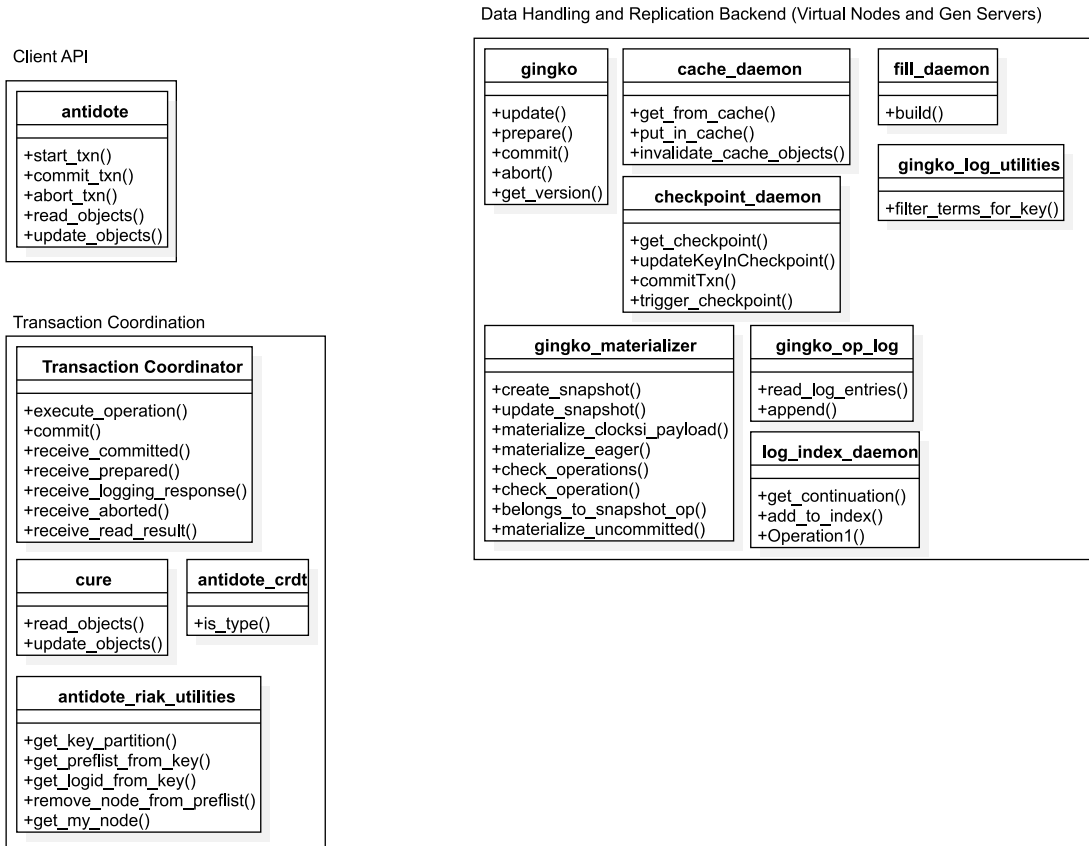 Client API
antidote
+start_txn()
+commit_txn()
+abort_txn()
+read_objects()
+update_objects()
Transaction Coordination
Transaction Coordinator
+execute_operation()
+commit()
+receive_committed()
+receive_prepared()
+receive_logging_response()
+receive_aborted()
+receive_read_result()
cure
+read_objects()
+update_objects()
antidote_crdt
+is_type()
antidote_riak_utilities
+get_key_partition()
+get_preflist_from_key()
+get_logid_from_key()
+remove_node_from_preflist()
+get_my_node()
Data Handling and Replication Backend (Virtual Nodes and Gen Servers)
gingko
+update()
+prepare()
+commit()
+abort()
+get_version()
cache_daemon
+get_from_cache()
+put_in_cache()
+invalidate_cache_objects()
fill_daemon
+build()
gingko_log_utilities
+filter_terms_for_key()
checkpoint_daemon
+get_checkpoint()
+updateKeyInCheckpoint()
+commitTxn()
+trigger_checkpoint()
gingko_materializer
+create_snapshot()
+update_snapshot()
+materialize_clocksi_payload()
+materialize_eager()
+check_operations()
+check_operation()
+belongs_to_snapshot_op()
+materialize_uncommitted()
gingko_op_log
+read_log_entries()
+append()
log_index_daemon
+get_continuation()
+add_to_index()
+Operation1()